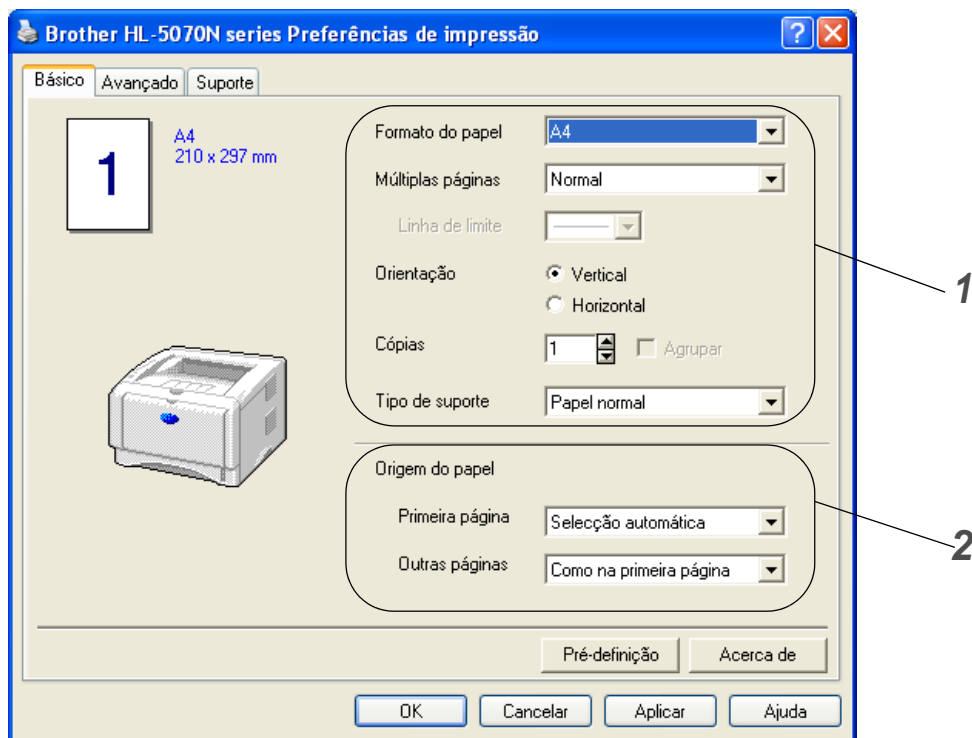 Brother HL-5070N series Preferências de impressão
Básico Avançado Suporte
1
A4
210 x 297 mm
Formato do papel A4
Múltiplas páginas Normal
Linha de limite
Orientação Vertical
Horizontal
Cópias 1 Agrupar
Tipo de suporte Papel normal
1
Origem do papel
Primeira página Selecção automática
Outras páginas Como na primeira página
2
Pré-definição Acerca de
OK Cancelar Aplicar Ajuda